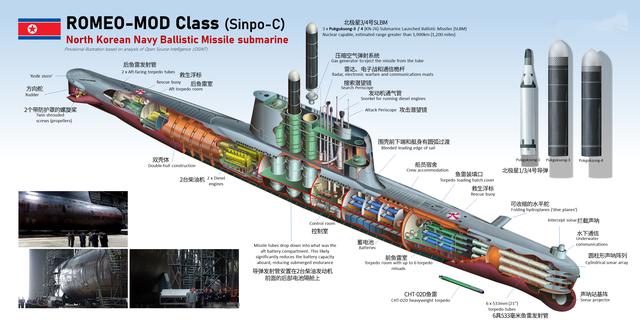 ROMEO-MOD Class (Sinpo-C)
North Korean Navy Ballistic Missile submarine
Provisional illustration based on analysis of Open Source Intelligence (OSINT)
北极星3/4号SLBM
3 x Pukguksong-3 / 4 (KN-26) Submarine Launched Ballistic Missiles (SLBM)
Nuclear capable, estimated range greater than 1,900km (1,200 miles)
压缩空气弹射系统
Gas generator to eject the missile from the tube
雷达、电子战和通信桅杆
Radar, electronic warfare and communications masts
搜索潜望镜
Search Periscope
发动机通气管
Snorkel for running diesel engines
Attack Periscope 攻击潜望镜
后鱼雷发射管
2 x Aft-facing torpedo tubes
救生浮标
Rescue buoy
后鱼雷室
Aft torpedo room
'Knife stern'
方向舵
Rudder
2个带防护罩的螺旋桨
Twin shrouded
screws (propellers)
双壳体
Double-hull construction
2台柴油机
2 x Diesel
engines
围壳前下端和艇身有圆弧过渡
Blended leading edge of sail
船员宿舍
Crew accommodation
鱼雷装填口
Torpedo loading hatch cover
救生浮标
Rescue buoy
可收缩的水平舵
Folding hydroplanes ('dive planes')
Intercept sonar 拦截声呐
水下通信
Underwater
communications
圆柱形声呐阵列
Cylindrical sonar array
声呐站基阵
Sonar projector
6 x 533mm (21")
torpedo tubes
6具533毫米鱼雷发射管
Pukguksong-1
Pukguksong-3
Pukguksong-4
北极星1/3/4号导弹
Control room
控制室
蓄电池
Batteries
前鱼雷室
Torpedo room with up to 6 torpedo
reloads
CHT-02D鱼雷
CHT-02D heavyweight torpedo
Missile tubes drop down into what was the
aft battery compartment. This likely
significantly reduces the battery capacity
aboard, reducing submerged endurance
导弹发射管安置在2台柴油发动机
前面的后部电池隔舱上